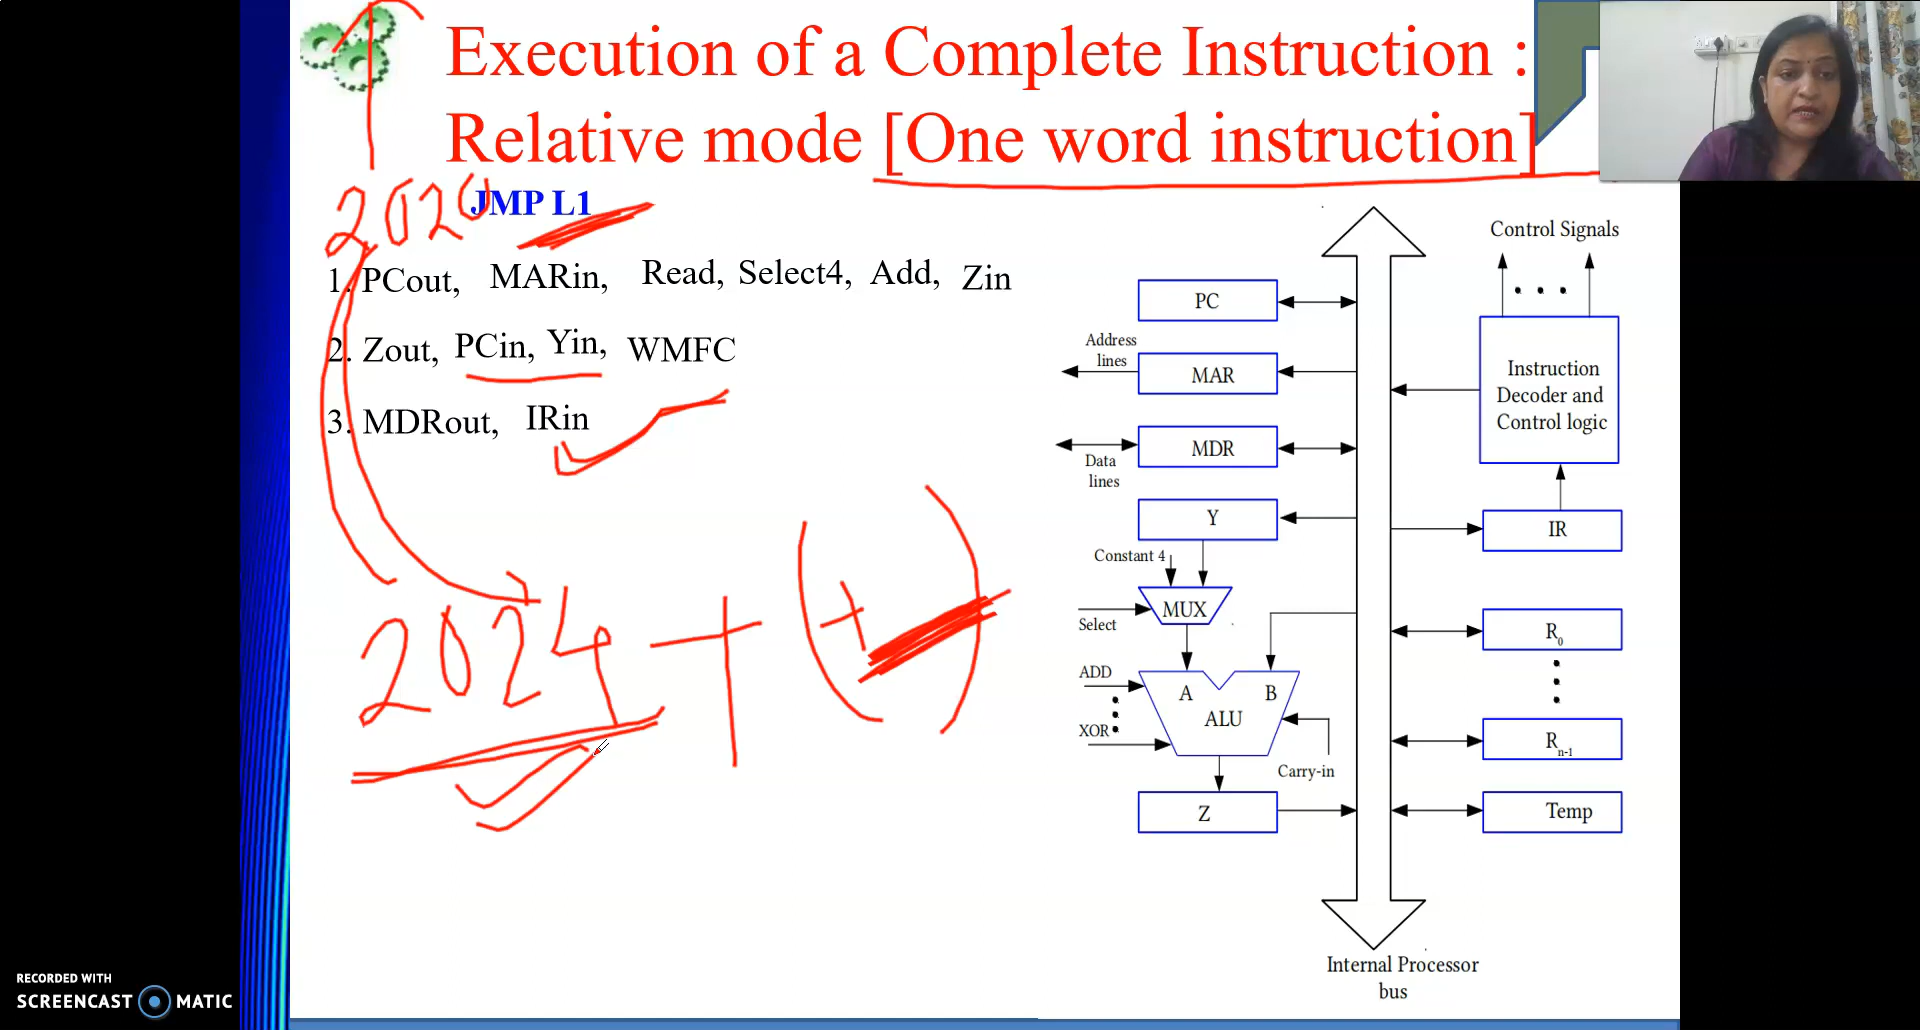 Execution of a Complete Instruction :
Relative mode [One word instruction]
2020
JMP L1
1. PCout, MARin, Read, Select4, Add, Zin
2. Zout, PCin, Yin, WMFC
3. MDRout, IRin
2024 + ( + )
Control Signals
PC
Address
lines
MAR
Instruction
Decoder and
Control logic
MDR
Data
lines
Y
IR
Constant 4
MUX
Select
R0
ADD
A B
ALU
XOR
Rn-1
Carry-in
Z
Temp
Internal Processor
bus
RECORDED WITH
SCREENCAST MATIC